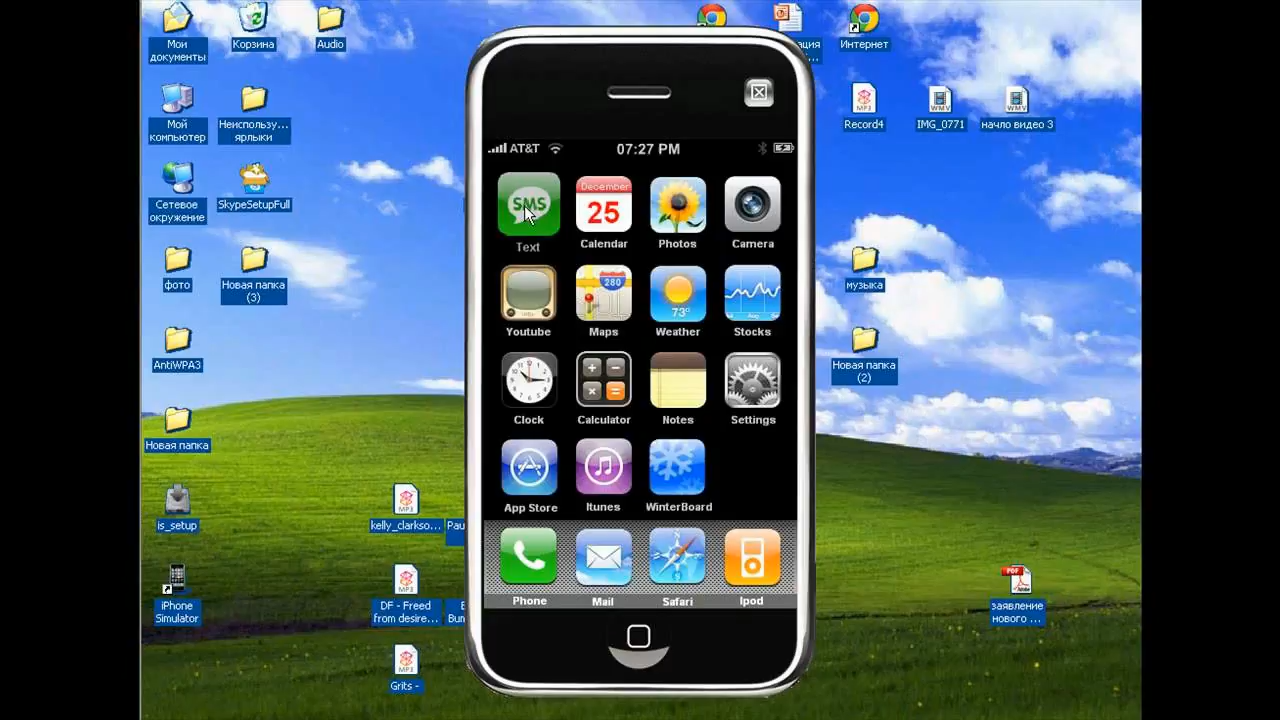 Мои
документы
Корзина
Audio
Интернет
Мой
компьютер
Неиспользу...
ярлыки
Record4
IMG_0771
начло видео 3
Сетевое
окружение
SkypeSetupFull
фото
Новая папка
(3)
музыка
AntiWPA3
Новая папка
(2)
Новая папка
is_setup
kelly_clarkso...
iPhone
Simulator
DF - Freed
from desire...
Grits -
заявление
нового ...
AT&T
07:27 PM
SMS
December
25
Text
Calendar
Photos
Camera
280
73°
Youtube
Maps
Weather
Stocks
Clock
Calculator
Notes
Settings
App Store
Itunes
WinterBoard
Phone
Mail
Safari
Ipod